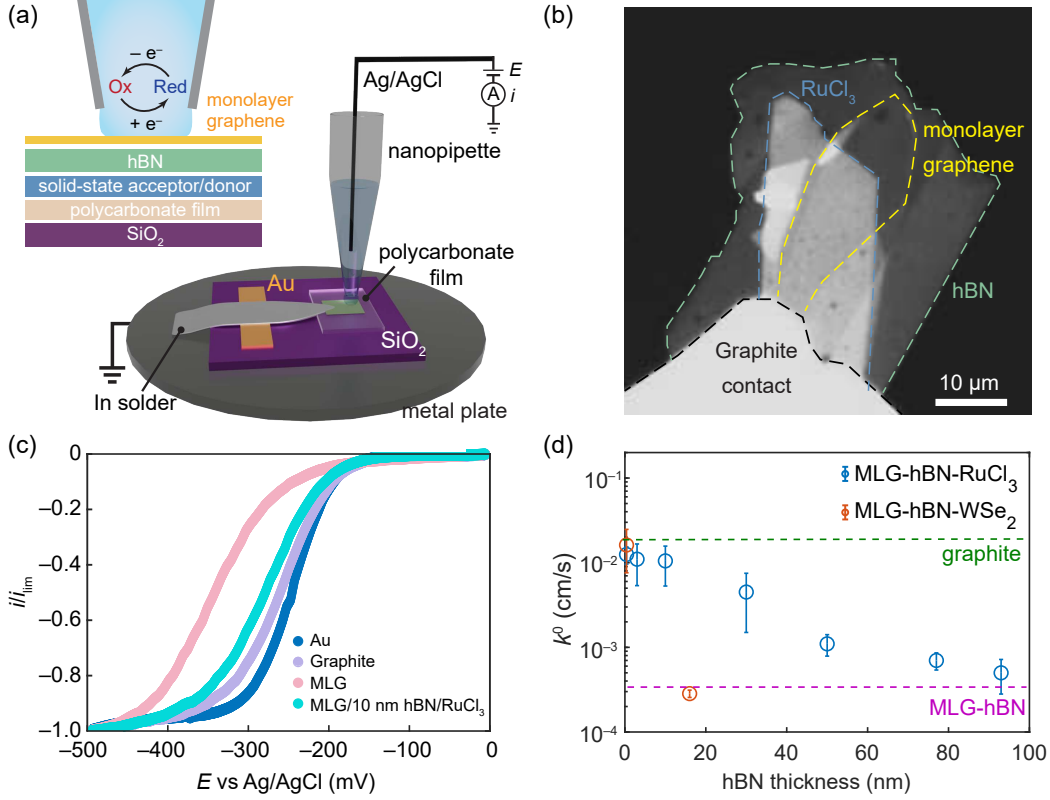 (a)
– e⁻
Ox
Red
+ e⁻
monolayer
graphene
hBN
solid-state acceptor/donor
polycarbonate film
SiO₂
Ag/AgCl
E
A
i
nanopipette
polycarbonate
film
Au
SiO₂
In solder
metal plate
(b)
RuCl₃
monolayer
graphene
hBN
Graphite
contact
10 μm
(c)
0
–0.2
–0.4
–0.6
–0.8
–1.0
i/i_lim
Au
Graphite
MLG
MLG/10 nm hBN/RuCl₃
–500
–400
–300
–200
–100
0
E vs Ag/AgCl (mV)
(d)
10⁻¹
10⁻²
10⁻³
10⁻⁴
k⁰ (cm/s)
MLG-hBN-RuCl₃
MLG-hBN-WSe₂
graphite
MLG-hBN
0
20
40
60
80
100
hBN thickness (nm)